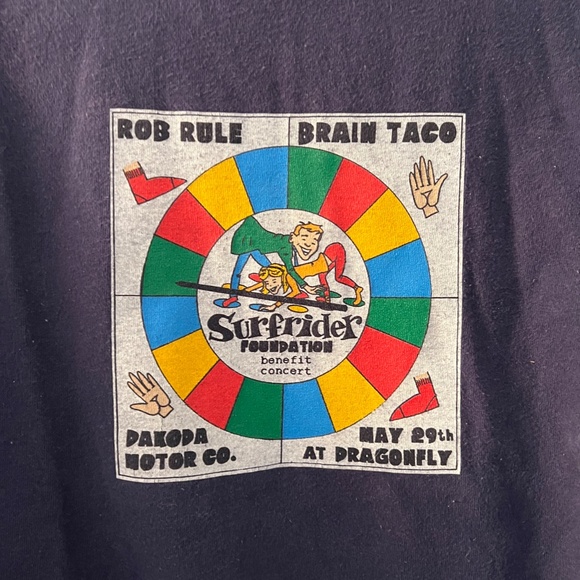 ROB RULE
BRAIN TACO
Surfrider
FOUNDATION
benefit
concert
DAKODA
MOTOR CO.
MAY 29th
AT DRAGONFLY